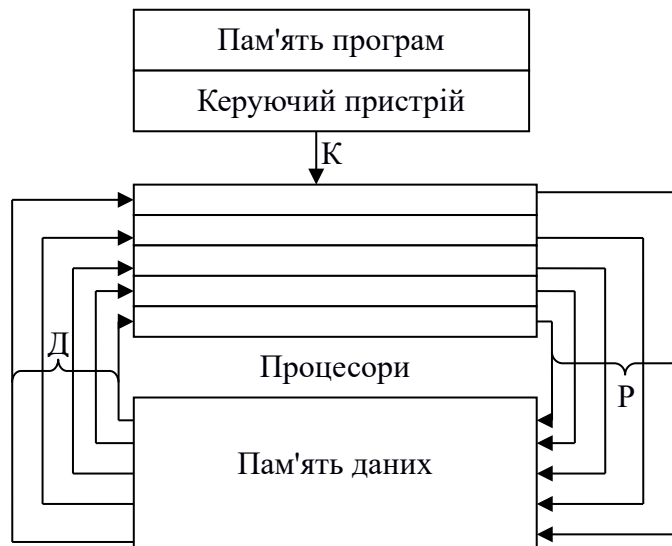 Пам'ять програм
Керуючий пристрій
К
Д
Процесори
Р
Пам'ять даних